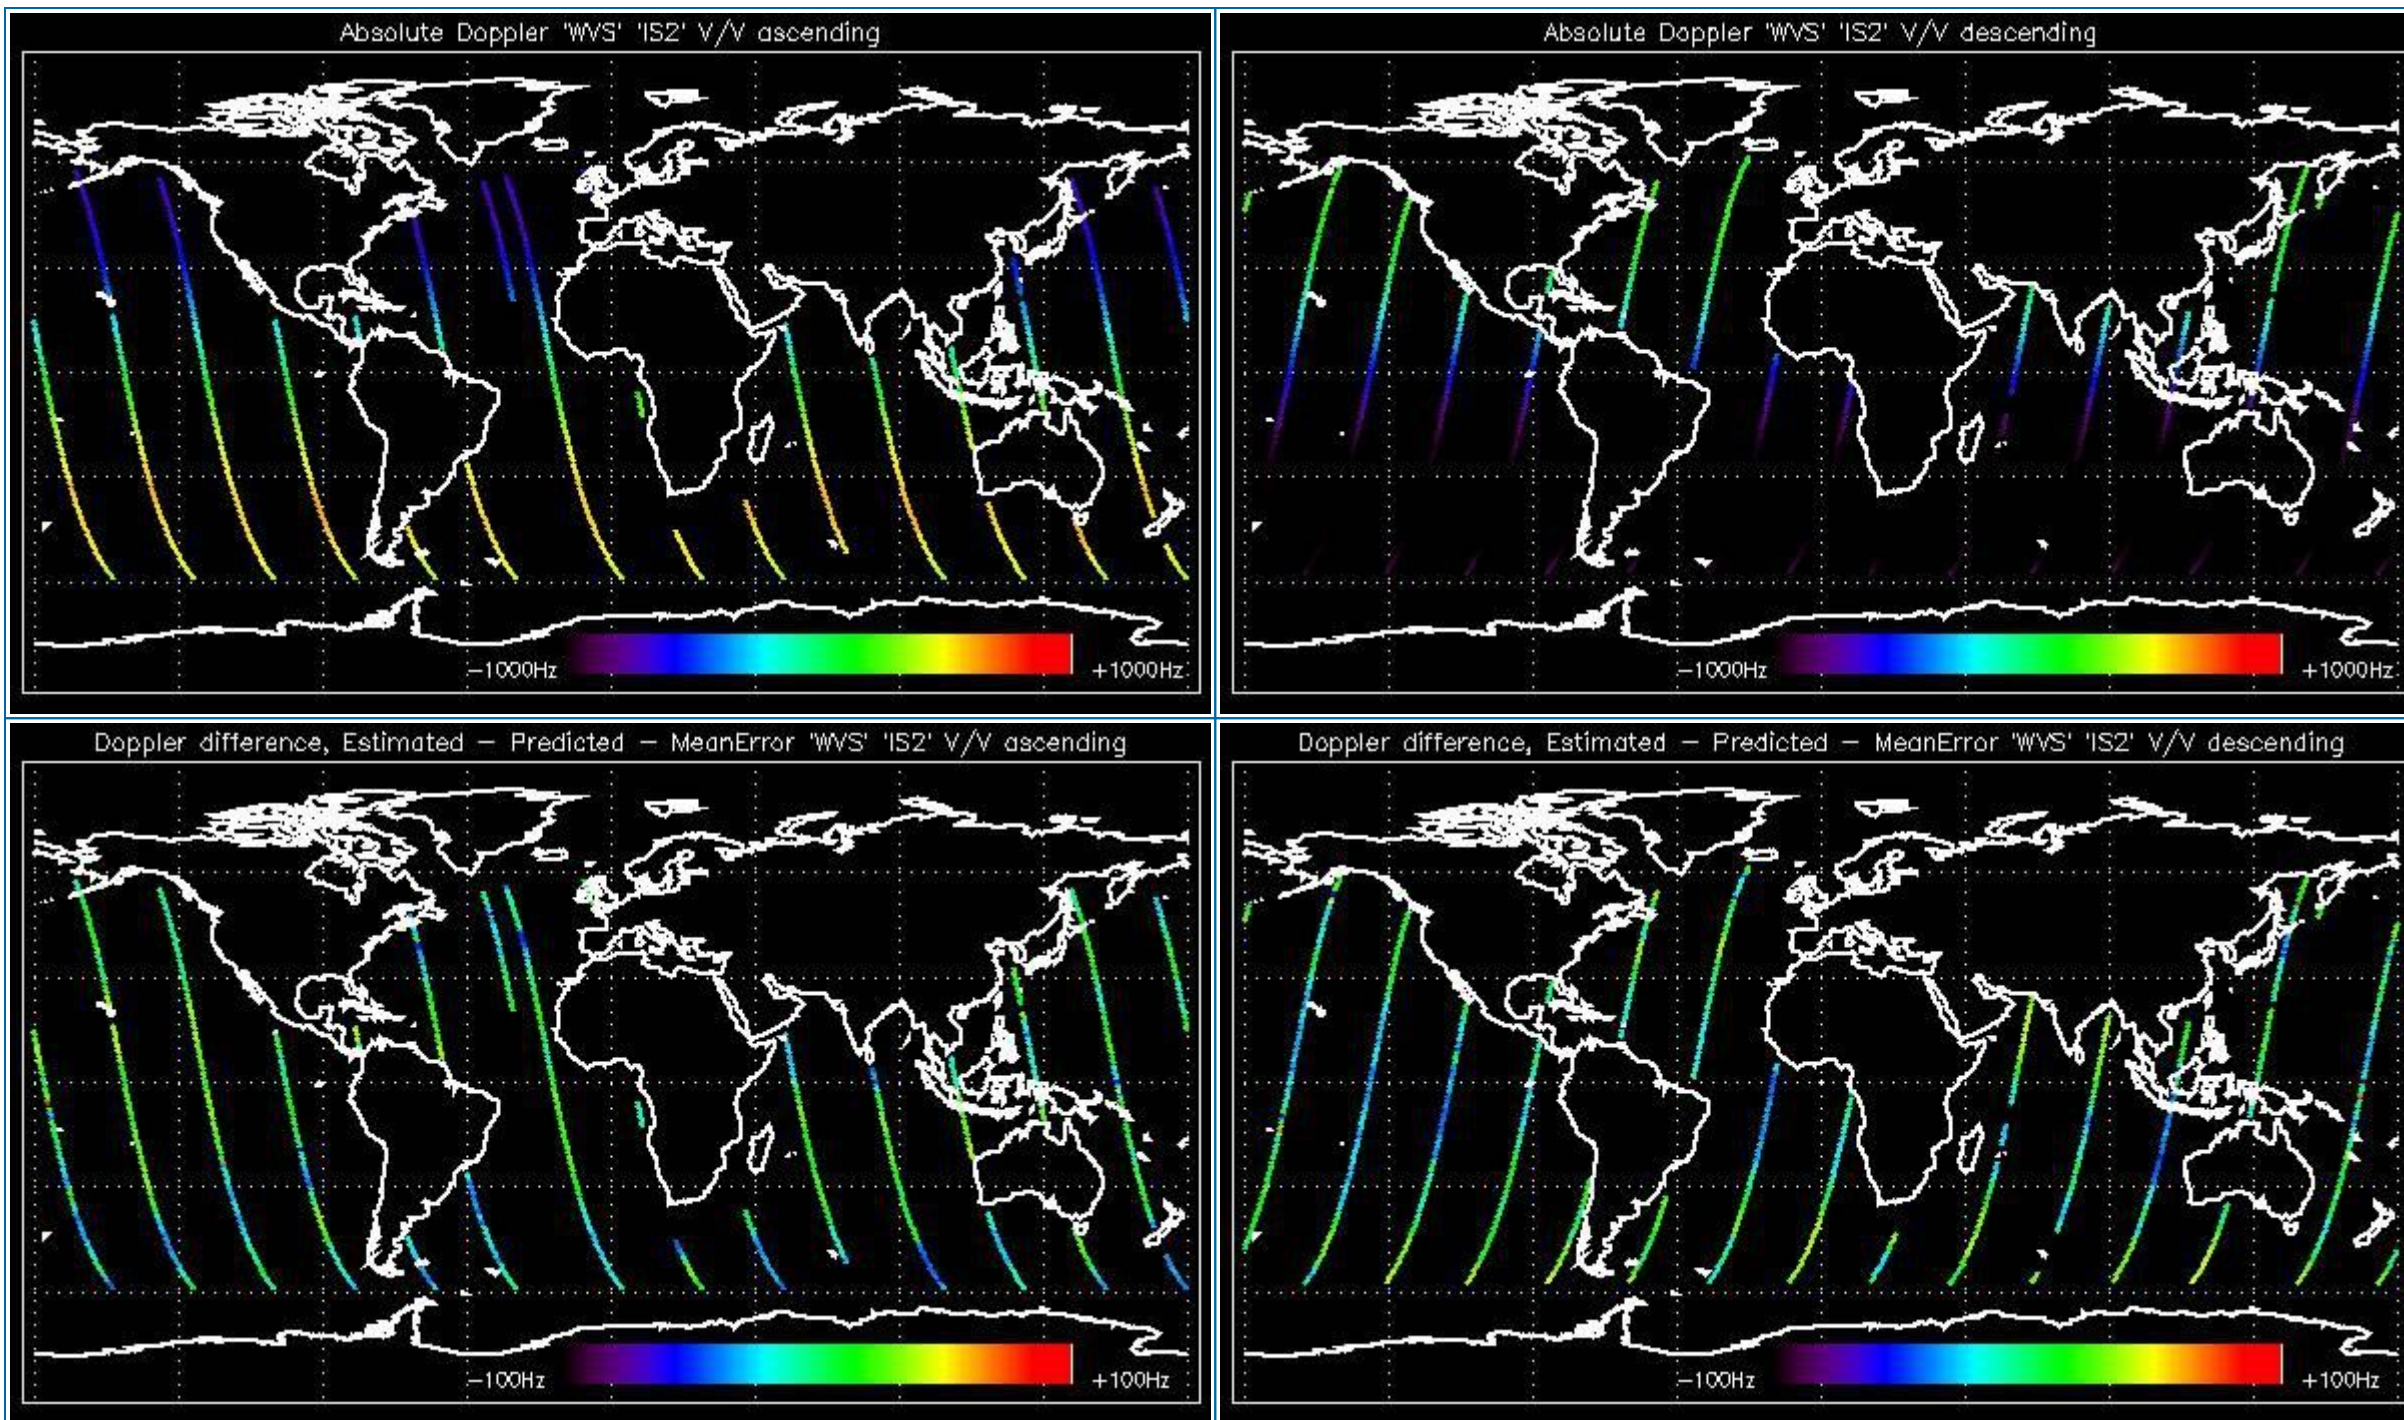 Absolute Doppler 'WVS' 'IS2' V/V ascending
-1000Hz
+1000Hz
Absolute Doppler 'WVS' 'IS2' V/V descending
-1000Hz
+1000Hz
Doppler difference, Estimated - Predicted - MeanError 'WVS' 'IS2' V/V ascending
-100Hz
+100Hz
Doppler difference, Estimated - Predicted - MeanError 'WVS' 'IS2' V/V descending
-100Hz
+100Hz